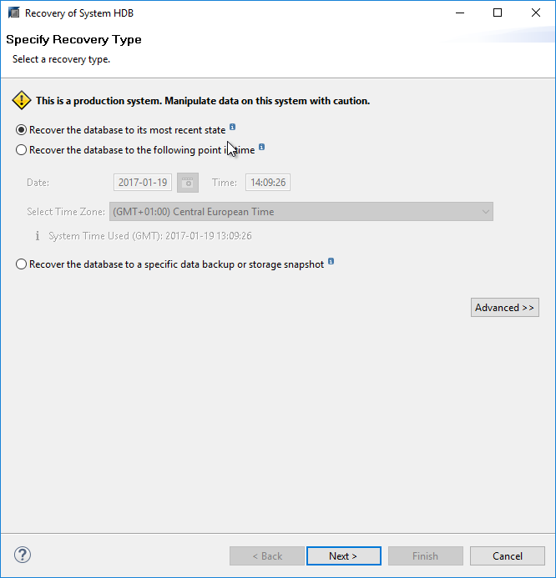 Recovery of System HDB
Specify Recovery Type
Select a recovery type.
This is a production system. Manipulate data on this system with caution.
Recover the database to its most recent state
Recover the database to the following point in time
Date: 2017-01-19 Time: 14:09:26
Select Time Zone: (GMT+01:00) Central European Time
System Time Used (GMT): 2017-01-19 13:09:26
Recover the database to a specific data backup or storage snapshot
Advanced >>
? < Back Next > Finish Cancel